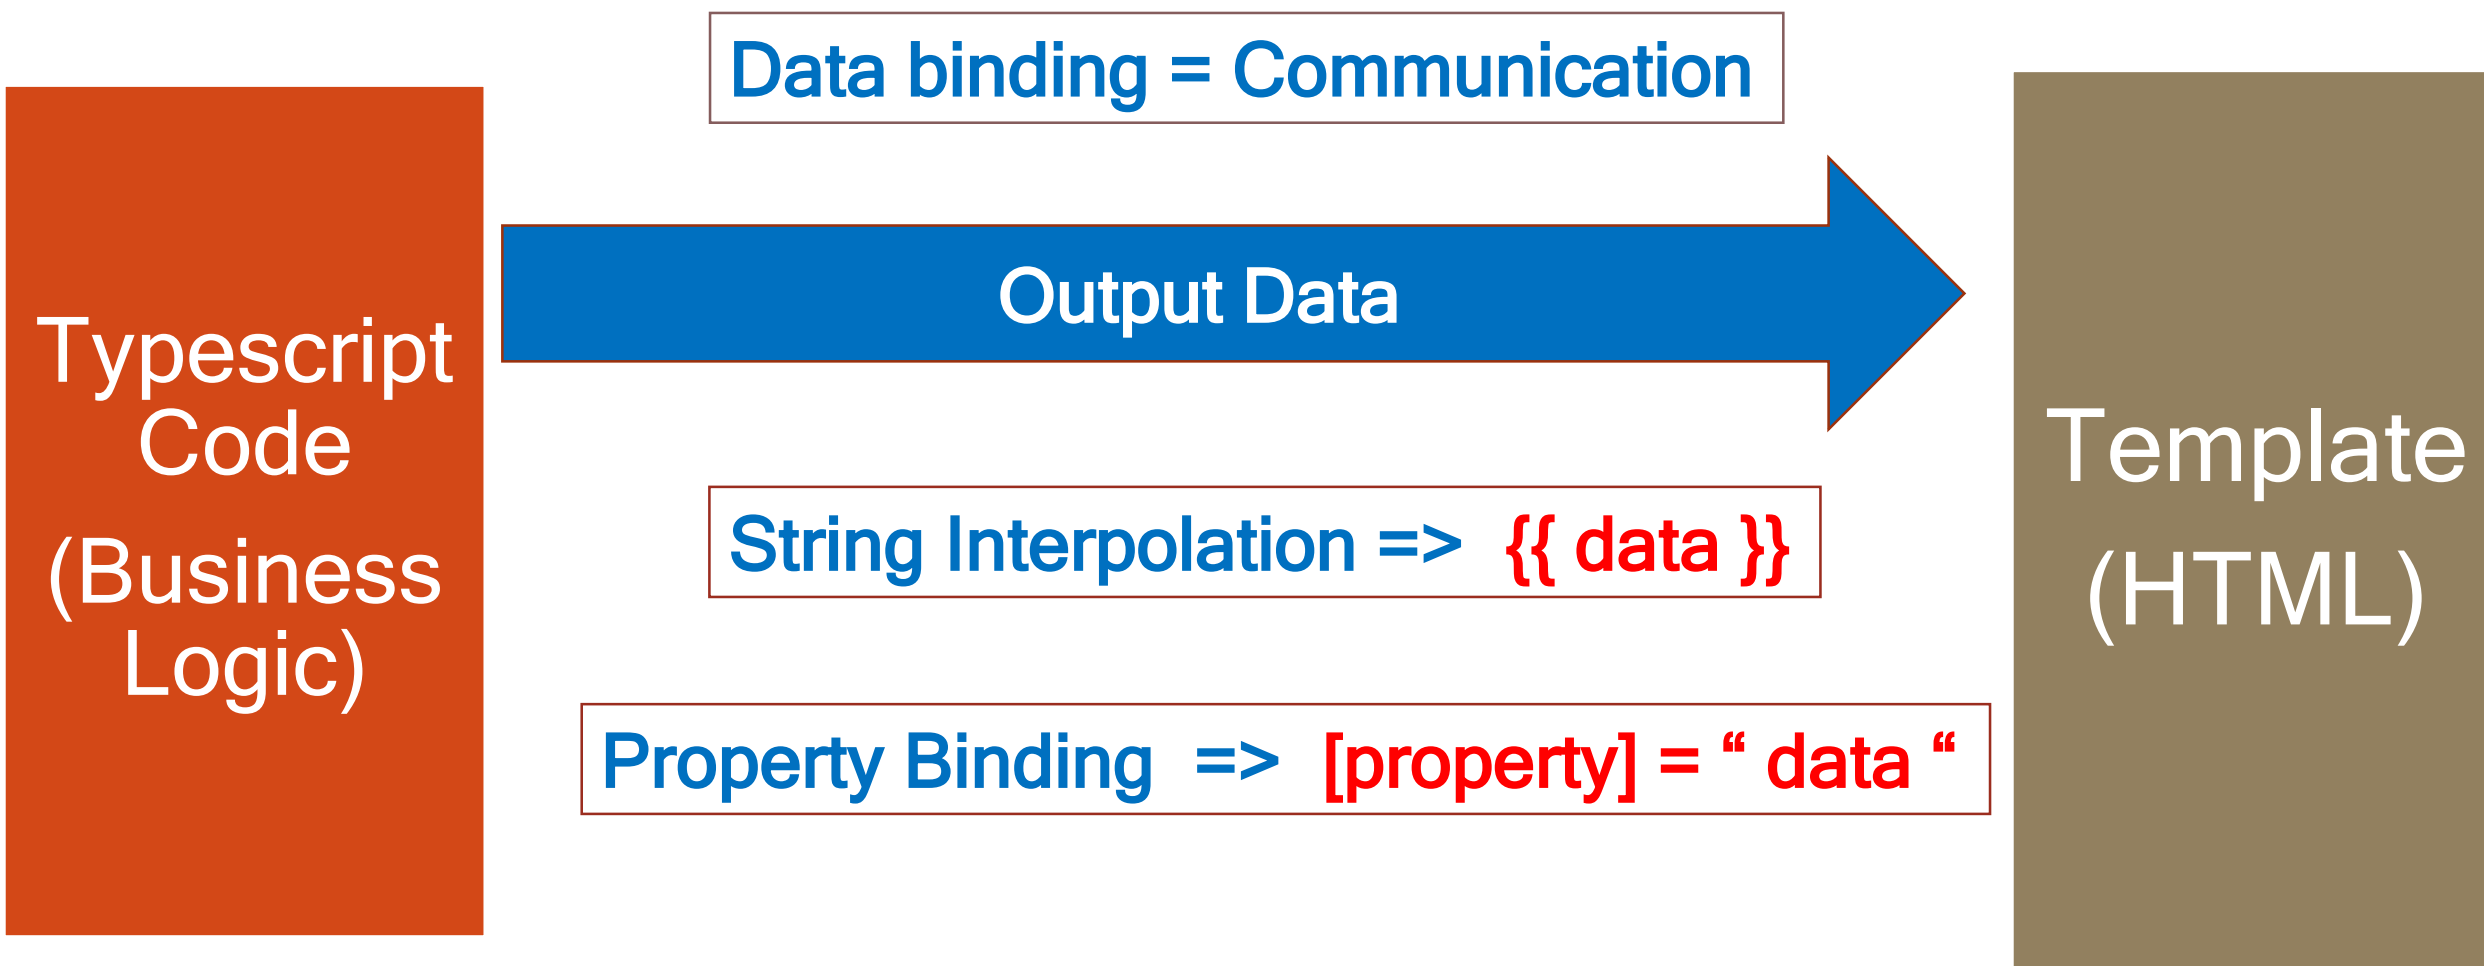 Data binding = Communication
Output Data
Typescript
Code
(Business
Logic)
String Interpolation => {{ data }}
Property Binding => [property] = “ data “
Template
(HTML)